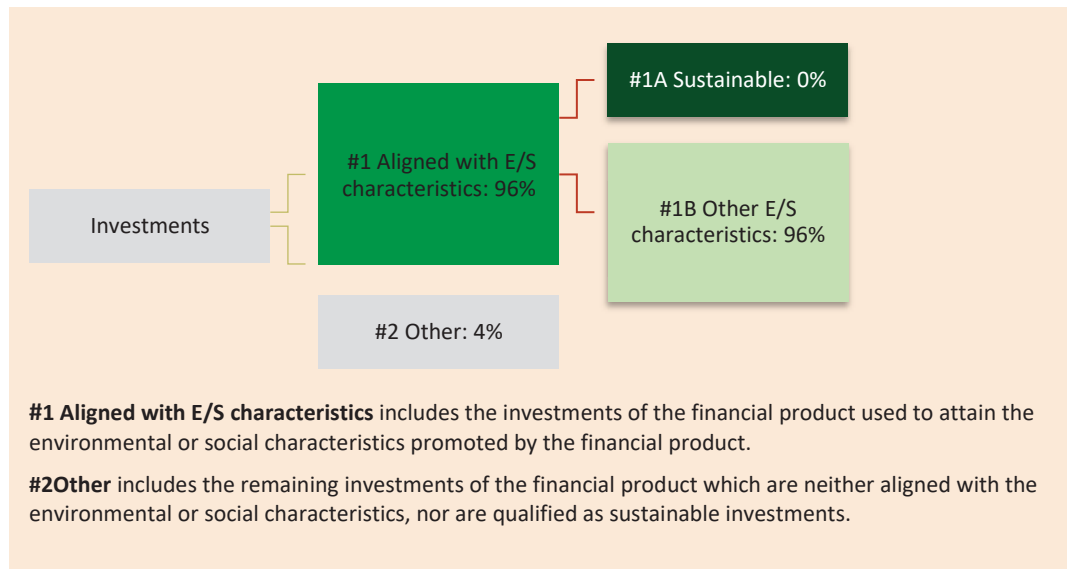 #1A Sustainable: 0%
#1 Aligned with E/S
characteristics: 96%
#1B Other E/S
characteristics: 96%
Investments
#2 Other: 4%
#1 Aligned with E/S characteristics includes the investments of the financial product used to attain the
environmental or social characteristics promoted by the financial product.
#2Other includes the remaining investments of the financial product which are neither aligned with the
environmental or social characteristics, nor are qualified as sustainable investments.